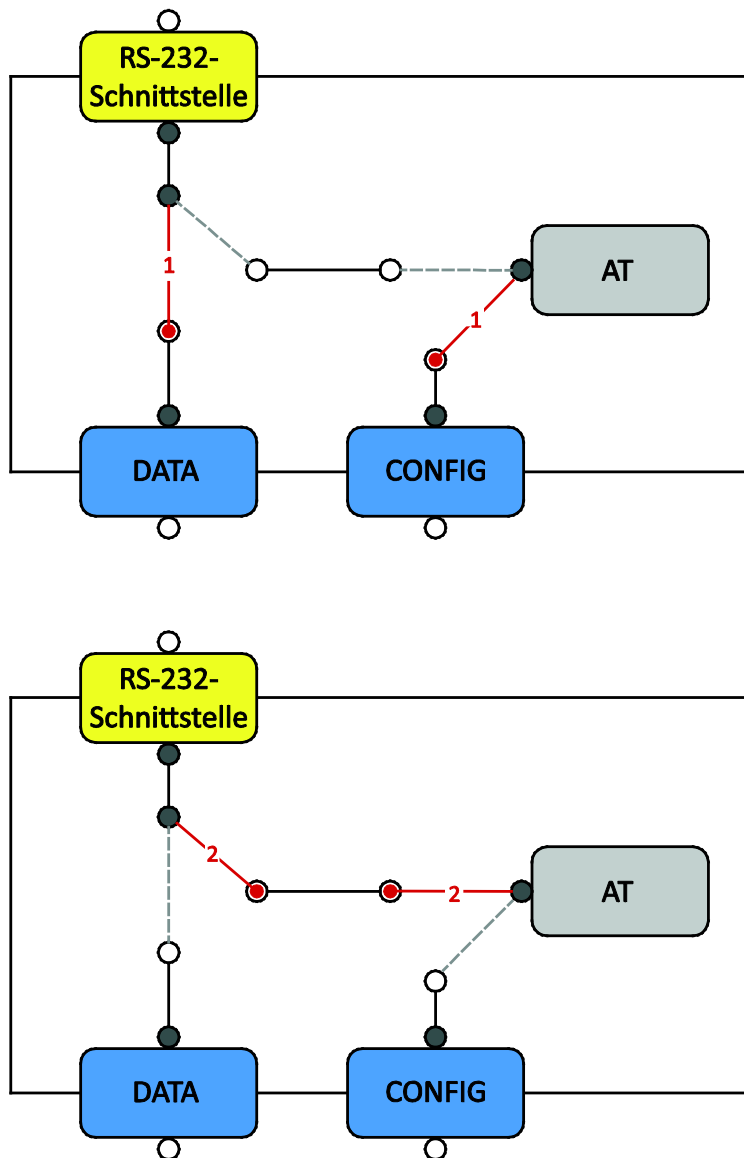 RS-232-
Schnittstelle
1
AT
1
DATA
CONFIG
RS-232-
Schnittstelle
2
AT
2
DATA
CONFIG